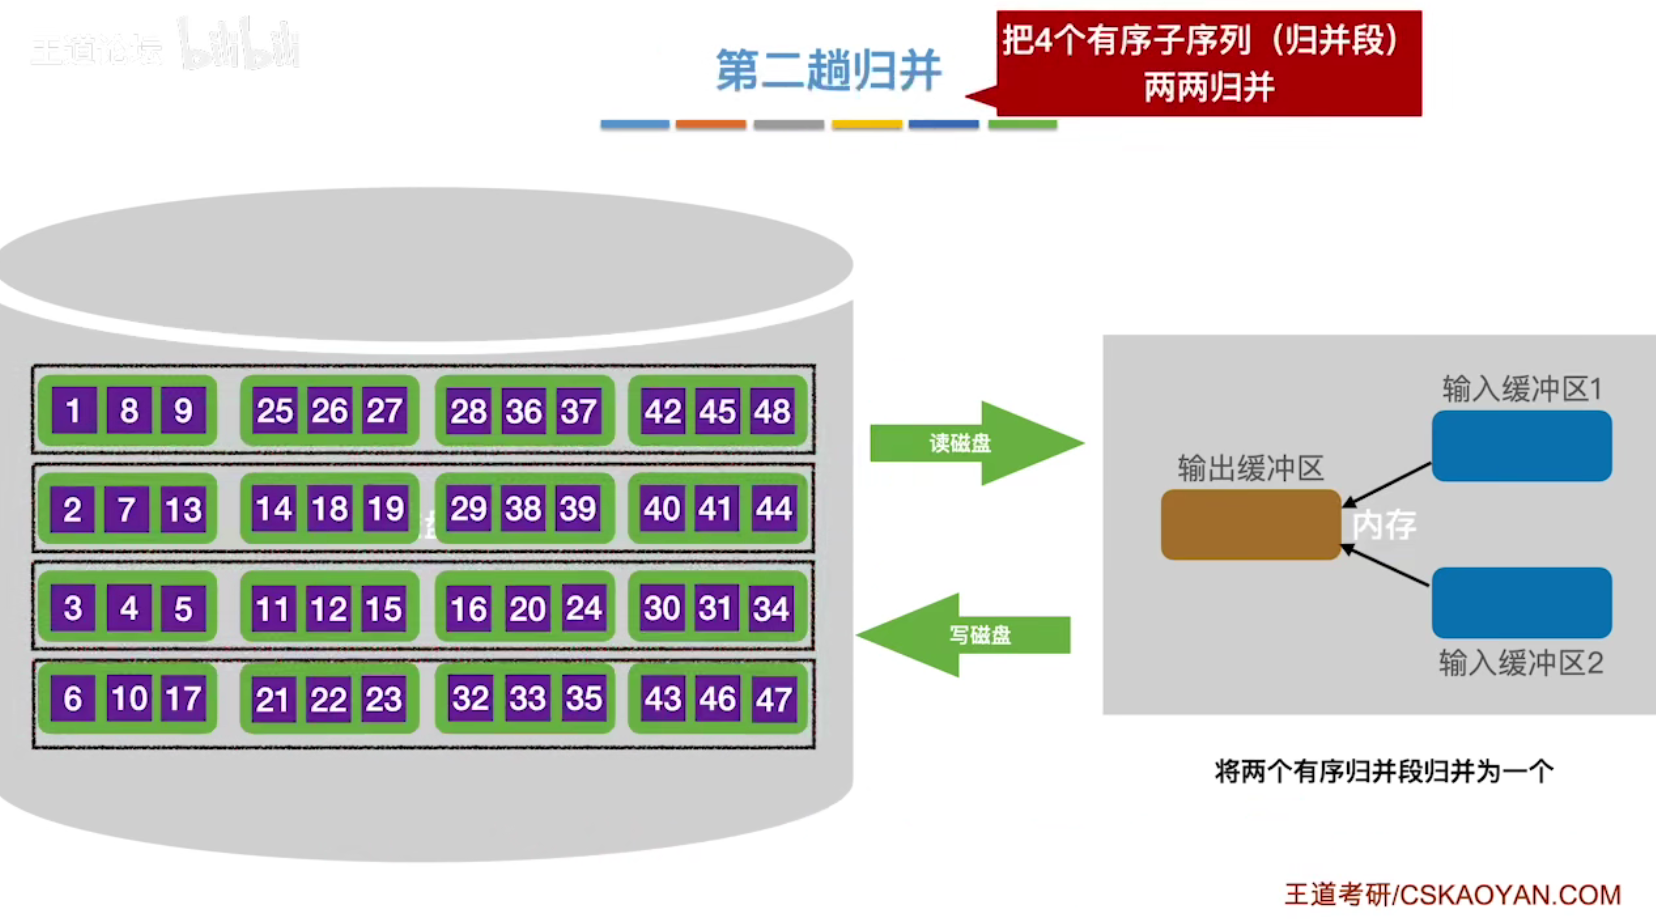 王道论坛 bilibili
第二趟归并
把4个有序子序列（归并段）
两两归并
1 8 9 25 26 27 28 36 37 42 45 48
2 7 13 14 18 19 29 38 39 40 41 44
3 4 5 11 12 15 16 20 24 30 31 34
6 10 17 21 22 23 32 33 35 43 46 47
读磁盘
写磁盘
输入缓冲区1
输出缓冲区
内存
输入缓冲区2
将两个有序归并段归并为一个
王道考研/CSKAOYAN.COM